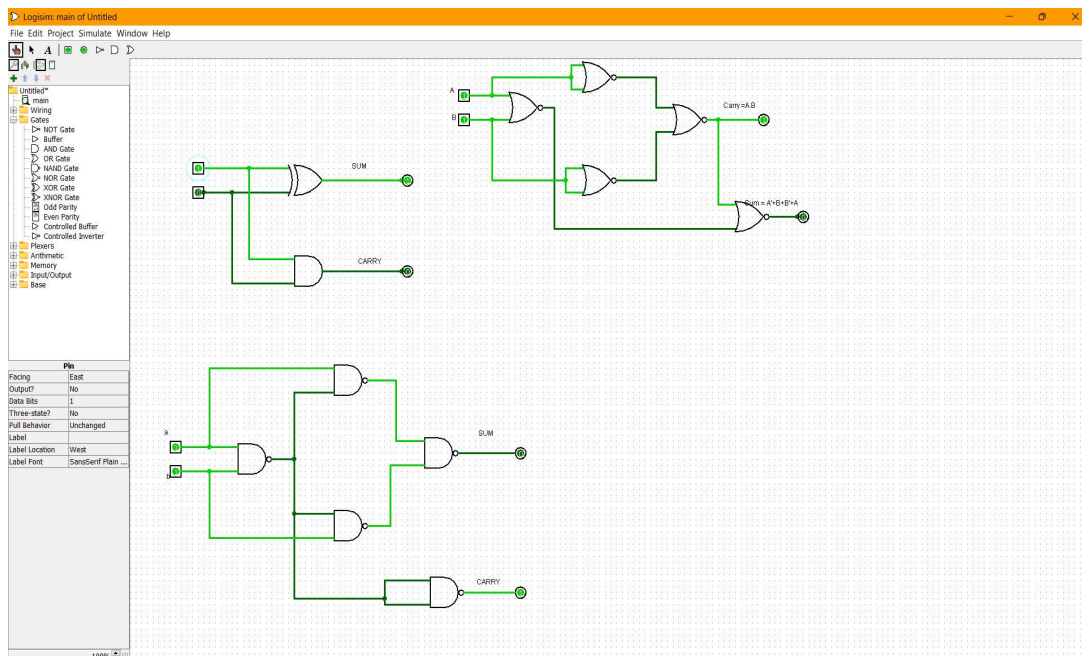 Logisim: main of Untitled
File Edit Project Simulate Window Help
A
Untitled*
main
Wiring
Gates
NOT Gate
Buffer
AND Gate
OR Gate
NAND Gate
NOR Gate
XOR Gate
XNOR Gate
Odd Parity
Even Parity
Controlled Buffer
Controlled Inverter
Plexers
Arithmetic
Memory
Input/Output
Base
Pin
Facing East
Output? No
Data Bits 1
Three-state? No
Pull Behavior Unchanged
Label
Label Location West
Label Font SansSerif Plain ...
100%
SUM
CARRY
A
B
Carry=A.B
Sum = A'+B+B'+A
a
b
SUM
CARRY